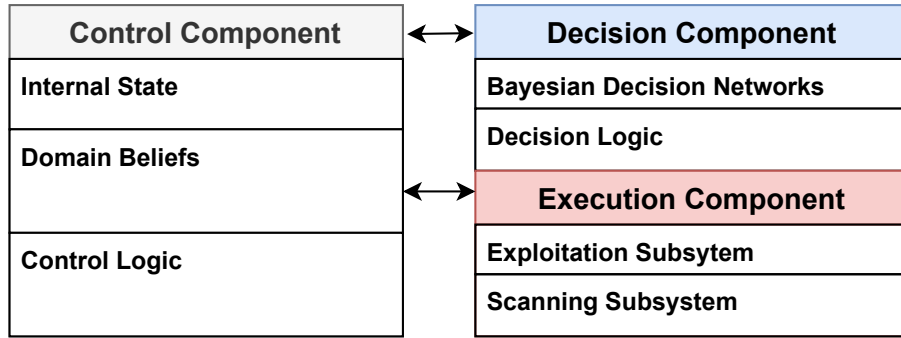 Control Component
Internal State
Domain Beliefs
Control Logic
Decision Component
Bayesian Decision Networks
Decision Logic
Execution Component
Exploitation Subsytem
Scanning Subsystem